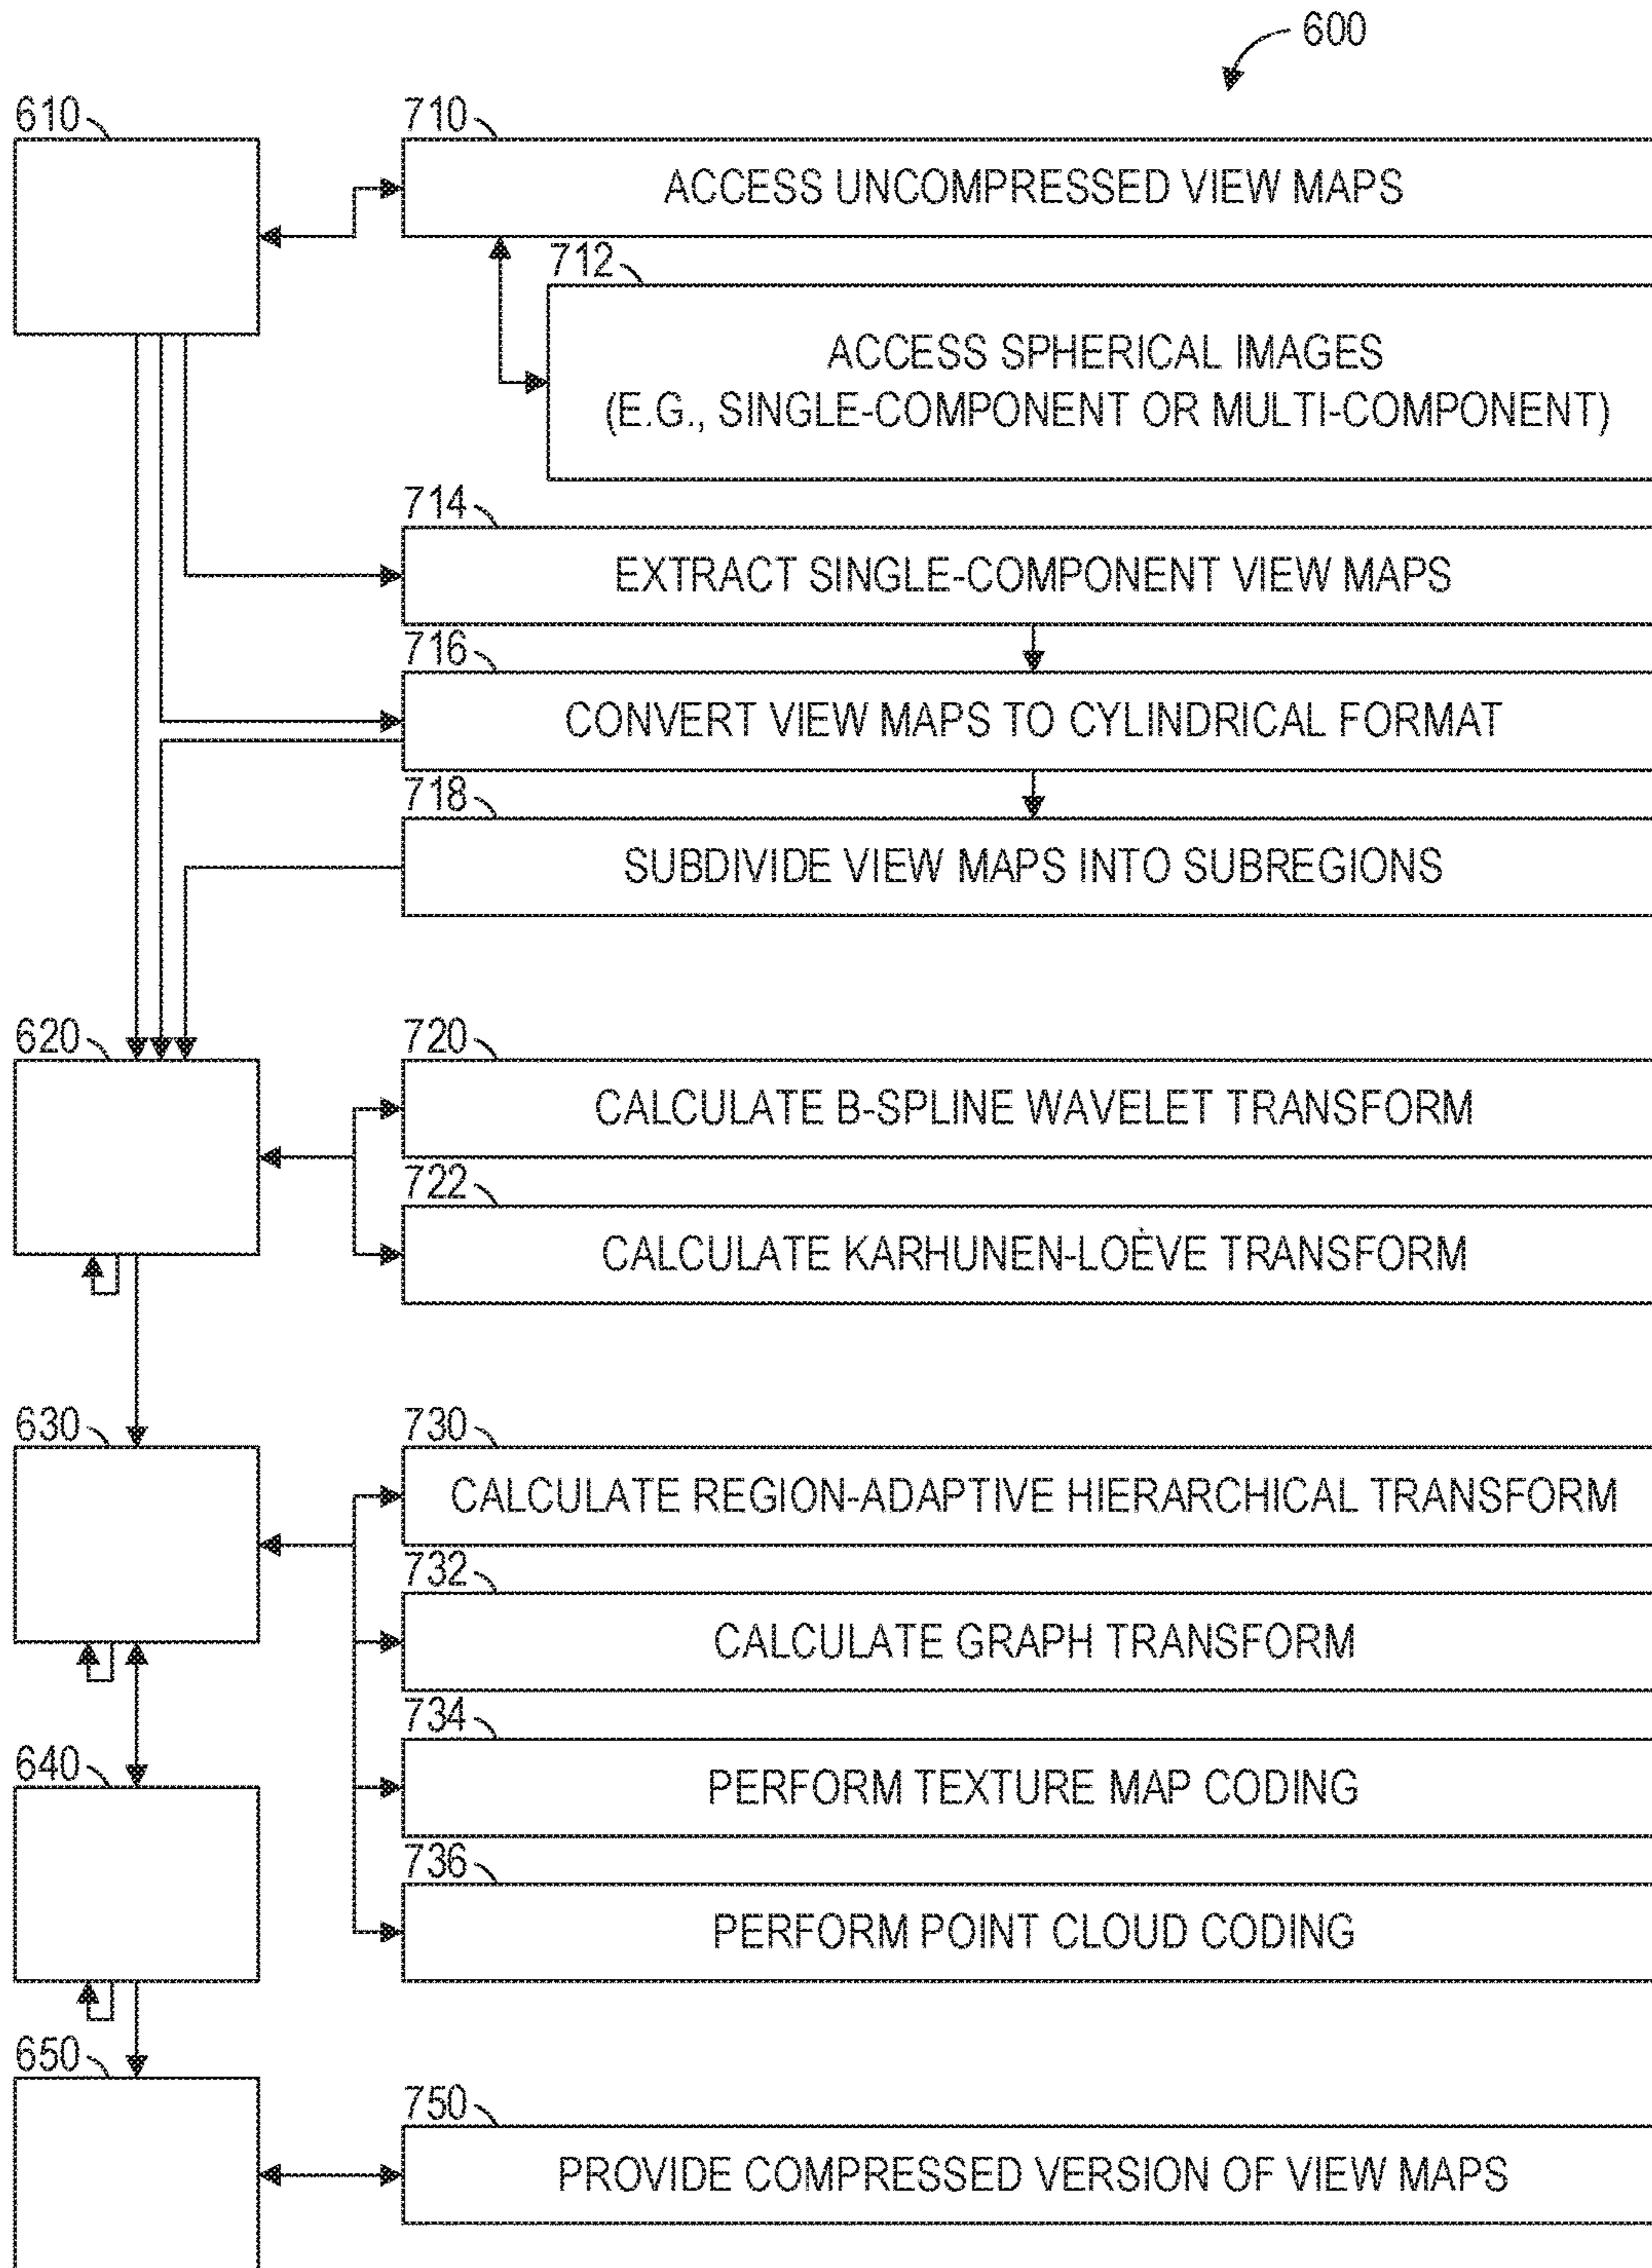 600
610
710
ACCESS UNCOMPRESSED VIEW MAPS
712
ACCESS SPHERICAL IMAGES
(E.G., SINGLE-COMPONENT OR MULTI-COMPONENT)
714
EXTRACT SINGLE-COMPONENT VIEW MAPS
716
CONVERT VIEW MAPS TO CYLINDRICAL FORMAT
718
SUBDIVIDE VIEW MAPS INTO SUBREGIONS
620
720
CALCULATE B-SPLINE WAVELET TRANSFORM
722
CALCULATE KARHUNEN-LOÈVE TRANSFORM
630
730
CALCULATE REGION-ADAPTIVE HIERARCHICAL TRANSFORM
732
CALCULATE GRAPH TRANSFORM
734
PERFORM TEXTURE MAP CODING
640
736
PERFORM POINT CLOUD CODING
650
750
PROVIDE COMPRESSED VERSION OF VIEW MAPS